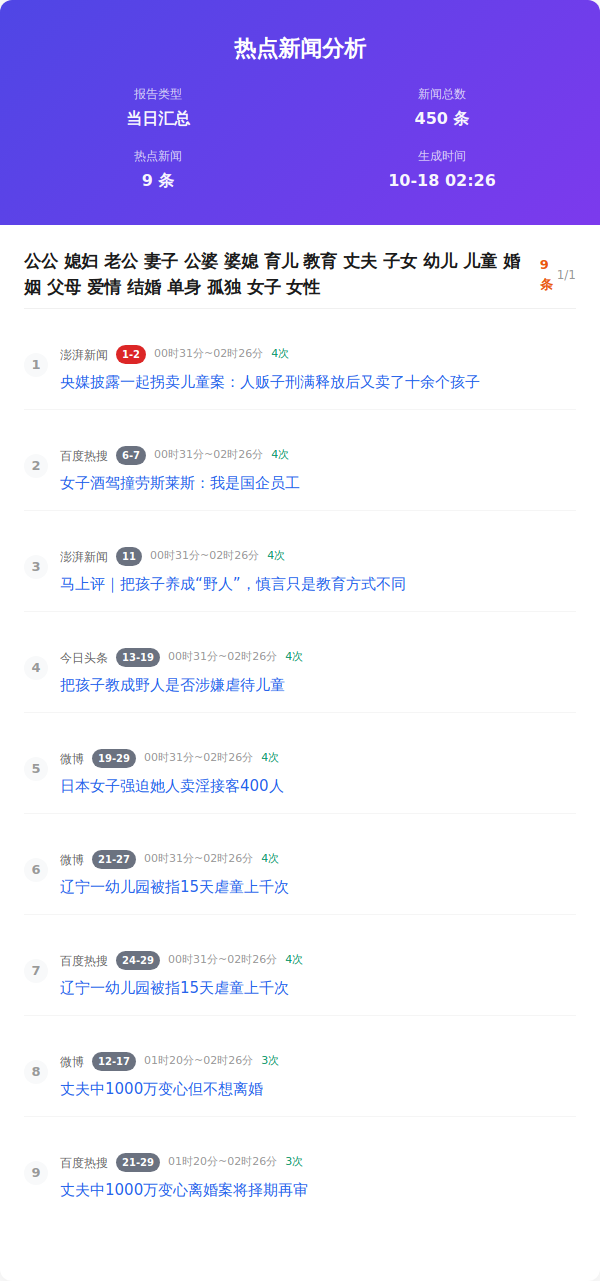 热点新闻分析
报告类型
当日汇总
新闻总数
450 条
热点新闻
9 条
生成时间
10-18 02:26
公公 媳妇 老公 妻子 公婆 婆媳 育儿 教育 丈夫 子女 幼儿 儿童 婚
姻 父母 爱情 结婚 单身 孤独 女子 女性
9
条
1/1
1
澎湃新闻 1-2 00时31分~02时26分 4次
央媒披露一起拐卖儿童案：人贩子刑满释放后又卖了十余个孩子
2
百度热搜 6-7 00时31分~02时26分 4次
女子酒驾撞劳斯莱斯：我是国企员工
3
澎湃新闻 11 00时31分~02时26分 4次
马上评｜把孩子养成“野人”，慎言只是教育方式不同
4
今日头条 13-19 00时31分~02时26分 4次
把孩子教成野人是否涉嫌虐待儿童
5
微博 19-29 00时31分~02时26分 4次
日本女子强迫她人卖淫接客400人
6
微博 21-27 00时31分~02时26分 4次
辽宁一幼儿园被指15天虐童上千次
7
百度热搜 24-29 00时31分~02时26分 4次
辽宁一幼儿园被指15天虐童上千次
8
微博 12-17 01时20分~02时26分 3次
丈夫中1000万变心但不想离婚
9
百度热搜 21-29 01时20分~02时26分 3次
丈夫中1000万变心离婚案将择期再审